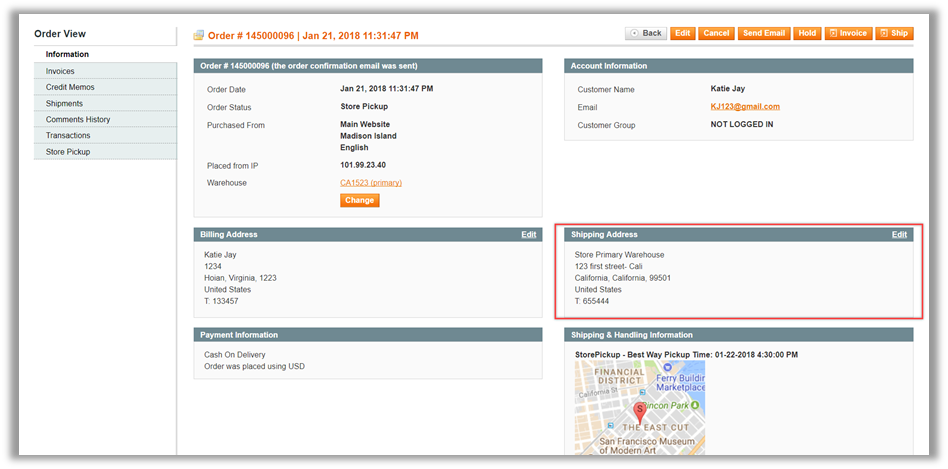 Order View
Information
Invoices
Credit Memos
Shipments
Comments History
Transactions
Store Pickup
Order # 145000096 | Jan 21, 2018 11:31:47 PM
Back Edit Cancel Send Email Hold Invoice Ship
Order # 145000096 (the order confirmation email was sent)
Order Date Jan 21, 2018 11:31:47 PM
Order Status Store Pickup
Purchased From Main Website
Madison Island
English
Placed from IP 101.99.23.40
Warehouse CA1523 (primary)
Change
Account Information
Customer Name Katie Jay
Email KJ123@gmail.com
Customer Group NOT LOGGED IN
Billing Address Edit
Katie Jay
1234
Hoian, Virginia, 1223
United States
T: 133457
Shipping Address Edit
Store Primary Warehouse
123 first street- Cali
California, California, 99501
United States
T: 655444
Payment Information
Cash On Delivery
Order was placed using USD
Shipping & Handling Information
StorePickup - Best Way Pickup Time: 01-22-2018 4:30:00 PM
FINANCIAL
DISTRICT
California St
Ferry Buildin
Marketplace
S
Rincon Park
THE EAST CUT
San Francisco Museum
of Modern Art